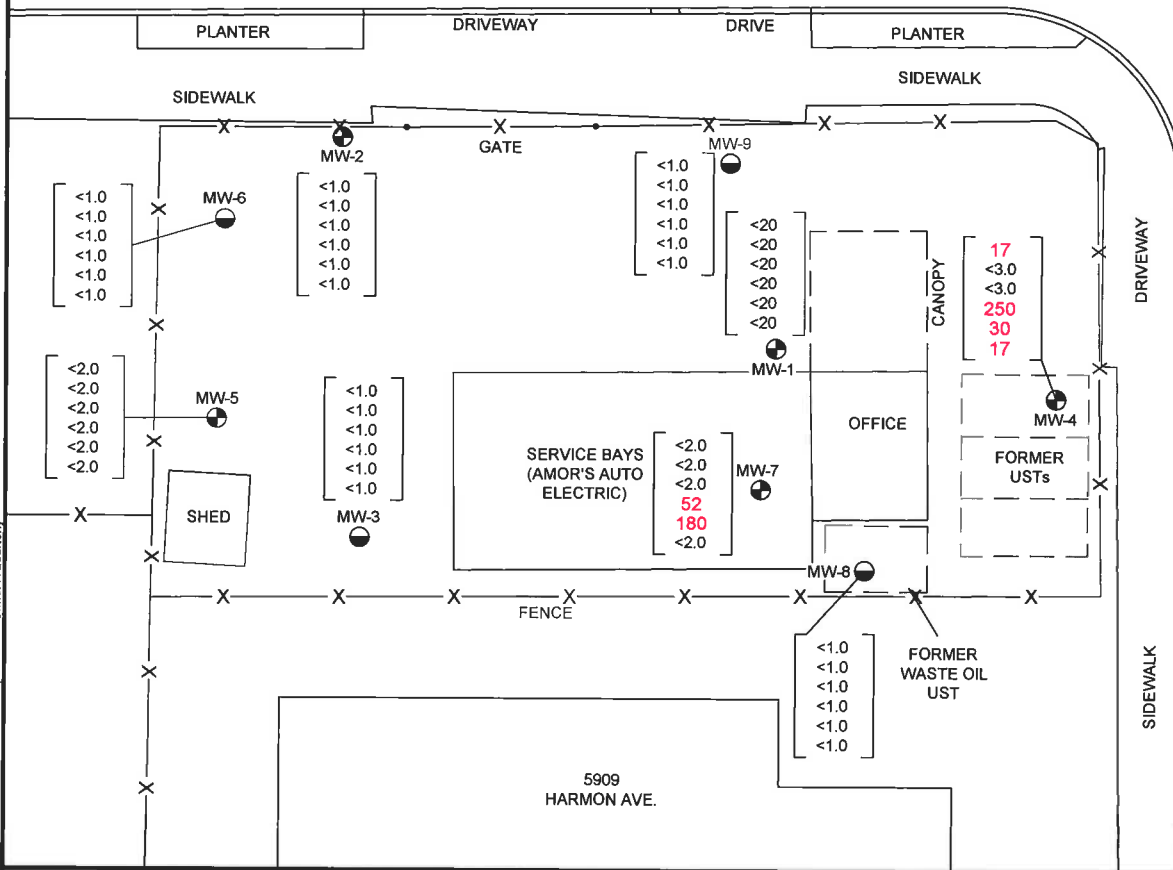 PLANTER
DRIVEWAY
DRIVE
PLANTER
SIDEWALK
SIDEWALK
X
X
X
X
X
X
MW-2
GATE
MW-9
<1.0
<1.0
<1.0
<1.0
<1.0
<1.0
<1.0
<1.0
<1.0
<1.0
<1.0
<1.0
MW-6
<1.0
<1.0
<1.0
<1.0
<1.0
<1.0
X
<20
<20
<20
<20
<20
<20
CANOPY
17
<3.0
<3.0
250
30
17
X
DRIVEWAY
X
MW-1
X
<2.0
<2.0
<2.0
<2.0
<2.0
<2.0
MW-5
<1.0
<1.0
<1.0
<1.0
<1.0
<1.0
MW-4
OFFICE
X
SERVICE BAYS
(AMOR'S AUTO
ELECTRIC)
<2.0
<2.0
<2.0
52
180
<2.0
MW-7
FORMER
USTs
X
X
SHED
MW-3
X
MW-8
X
X
X
X
X
X
X
X
FENCE
<1.0
<1.0
<1.0
<1.0
<1.0
<1.0
FORMER
WASTE OIL
UST
SIDEWALK
X
X
5909
HARMON AVE.